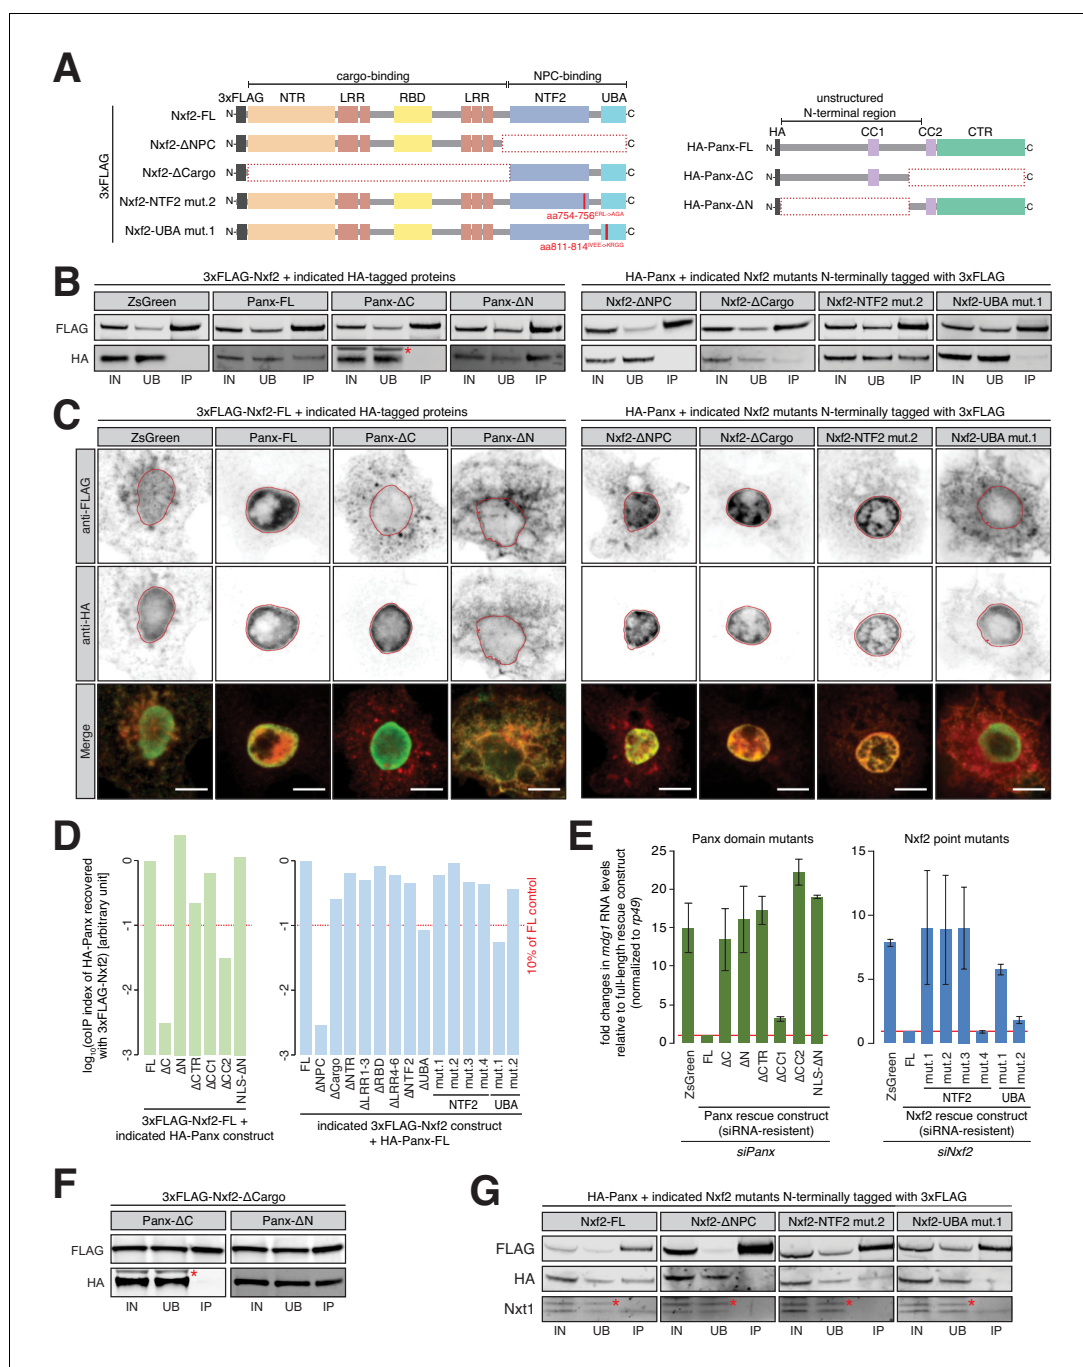 A
cargo-binding NPC-binding
3xFLAG NTR LRR RBD LRR NTF2 UBA
3xFLAG
Nxf2-FL N- -C
Nxf2-ΔNPC N- -C
Nxf2-ΔCargo N- -C
Nxf2-NTF2 mut.2 N- -C
aa754-756 ERL->AGA
Nxf2-UBA mut.1 N- -C
aa811-814 IVEE->KRGG
unstructured
N-terminal region
HA CC1 CC2 CTR
HA-Panx-FL N- -C
HA-Panx-ΔC N- -C
HA-Panx-ΔN N- -C
B
3xFLAG-Nxf2 + indicated HA-tagged proteins
ZsGreen Panx-FL Panx-ΔC Panx-ΔN
HA-Panx + indicated Nxf2 mutants N-terminally tagged with 3xFLAG
Nxf2-ΔNPC Nxf2-ΔCargo Nxf2-NTF2 mut.2 Nxf2-UBA mut.1
FLAG
HA
*
IN UB IP IN UB IP IN UB IP IN UB IP
IN UB IP IN UB IP IN UB IP IN UB IP
C
3xFLAG-Nxf2-FL + indicated HA-tagged proteins
ZsGreen Panx-FL Panx-ΔC Panx-ΔN
HA-Panx + indicated Nxf2 mutants N-terminally tagged with 3xFLAG
Nxf2-ΔNPC Nxf2-ΔCargo Nxf2-NTF2 mut.2 Nxf2-UBA mut.1
anti-FLAG
anti-HA
Merge
D
log10(coIP index of HA-Panx recovered
with 3xFLAG-Nxf2) [arbitrary unit]
0
-1
-2
-3
FL ΔC ΔN ΔCTR ΔCC1 ΔCC2 NLS-ΔN
3xFLAG-Nxf2-FL +
indicated HA-Panx construct
0
-1
-2
-3
10% of FL control
FL ΔNPC ΔCargo ΔNTR ΔLRR1-3 ΔRBD ΔLRR4-6 ΔNTF2 ΔUBA mut.1 mut.2 mut.3 mut.4 mut.1 mut.2
NTF2 UBA
indicated 3xFLAG-Nxf2 construct
+ HA-Panx-FL
E
fold changes in mdg1 RNA levels
relative to full-length rescue construct
(normalized to rp49)
Panx domain mutants
25
20
15
10
5
0
ZsGreen FL ΔC ΔN ΔCTR ΔCC1 ΔCC2 NLS-ΔN
Panx rescue construct
(siRNA-resistent)
siPanx
Nxf2 point mutants
15
10
5
0
ZsGreen FL mut.1 mut.2 mut.3 mut.4 mut.1 mut.2
NTF2 UBA
Nxf2 rescue construct
(siRNA-resistent)
siNxf2
F
3xFLAG-Nxf2-ΔCargo
Panx-ΔC Panx-ΔN
FLAG
HA
*
IN UB IP IN UB IP
G
HA-Panx + indicated Nxf2 mutants N-terminally tagged with 3xFLAG
Nxf2-FL Nxf2-ΔNPC Nxf2-NTF2 mut.2 Nxf2-UBA mut.1
FLAG
HA
Nxt1
* * * *
IN UB IP IN UB IP IN UB IP IN UB IP